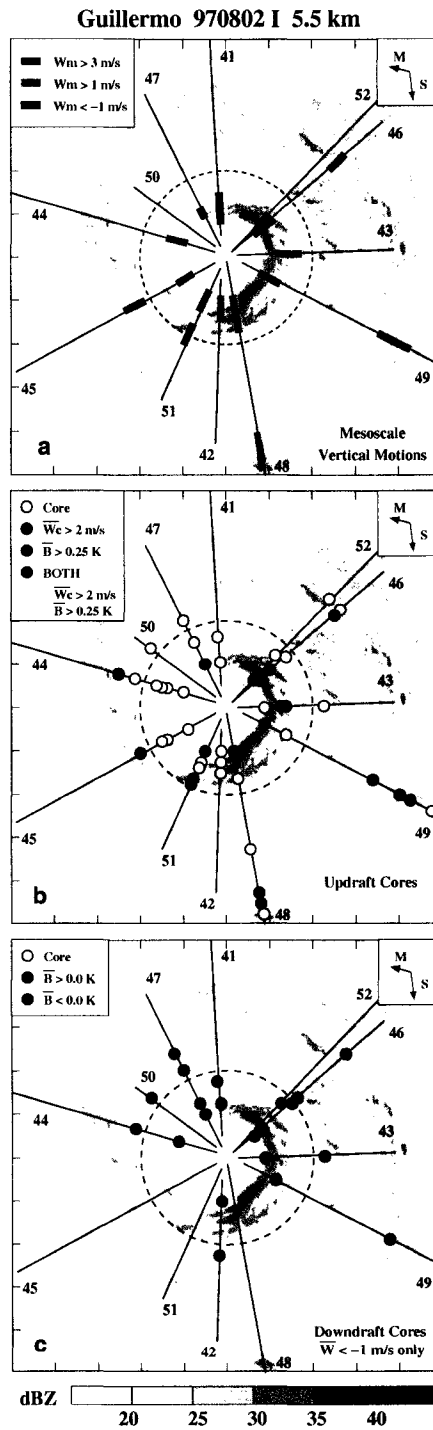 Guillermo 970802 I 5.5 km
Wm > 3 m/s
Wm > 1 m/s
Wm < -1 m/s
41
47
M
S
52
46
50
44
43
45
51
42
48
49
a
Mesoscale
Vertical Motions
Core
W̅c > 2 m/s
B̅ > 0.25 K
BOTH
W̅c > 2 m/s
B̅ > 0.25 K
41
47
M
S
52
46
50
44
43
45
51
42
48
49
b
Updraft Cores
Core
B̅ > 0.0 K
B̅ < 0.0 K
41
47
M
S
52
46
50
44
43
45
51
42
48
49
c
Downdraft Cores
W̅ < -1 m/s only
dBZ
20 25 30 35 40